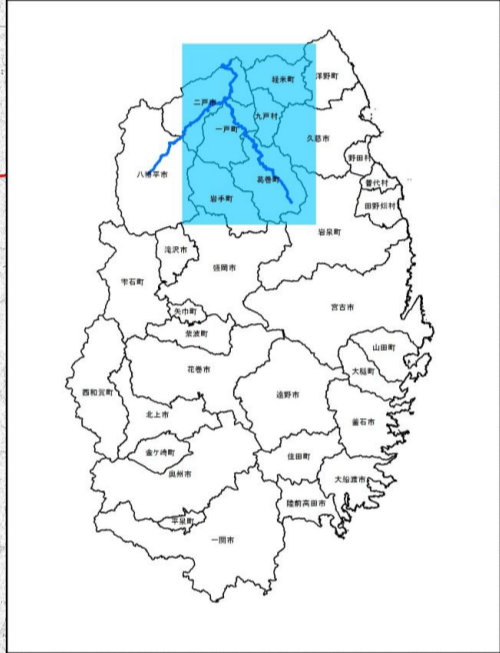 軽米町
洋野町
二戸市
九戸村
一戸町
久慈市
野田村
八幡平市
葛巻町
普代村
岩手町
田野畑村
岩泉町
滝沢市
盛岡市
雫石町
宮古市
矢巾町
紫波町
山田町
花巻市
大槌町
西和賀町
遠野市
北上市
釜石市
金ケ崎町
住田町
奥州市
大船渡市
陸前高田市
平泉町
一関市